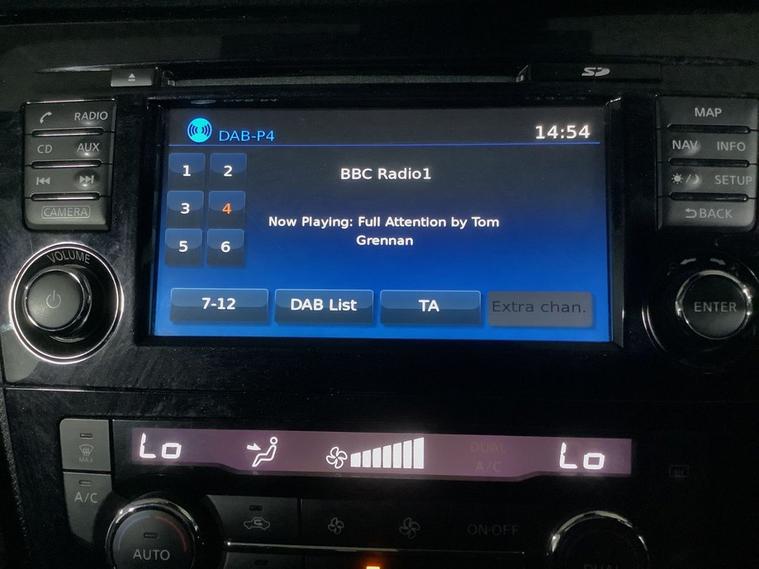 SD
RADIO
MAP
DAB-P4
14:54
CD AUX
NAV INFO
1 2
BBC Radio1
SETUP
3 4
CAMERA
BACK
Now Playing: Full Attention by Tom
Grennan
5 6
VOLUME
7-12
DAB List
TA
Extra chan.
ENTER
Lo
DUAL
A/C
Lo
MAX
A/C
ON·OFF
AUTO
DUAL